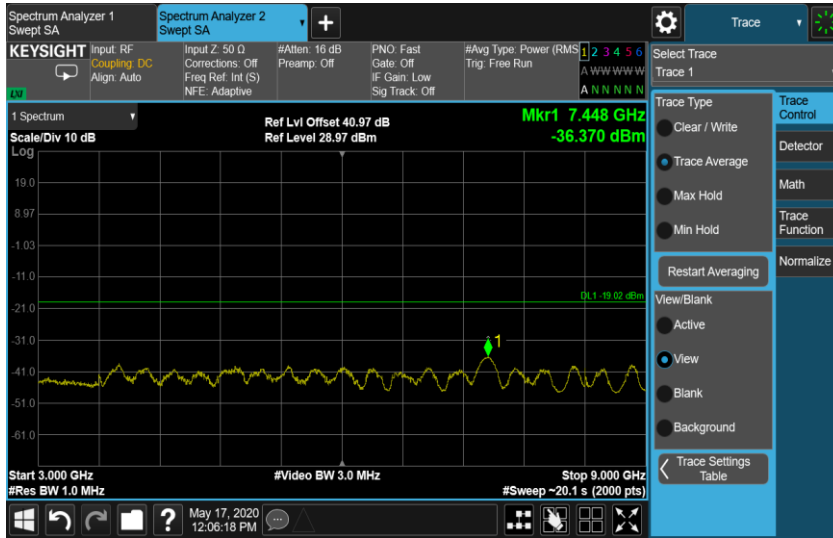 Spectrum Analyzer 1
Swept SA
Spectrum Analyzer 2
Swept SA
Trace
KEYSIGHT
LXI
Input: RF
Coupling: DC
Align: Auto
Input Z: 50 Ω
Corrections: Off
Freq Ref: Int (S)
NFE: Adaptive
#Atten: 16 dB
Preamp: Off
PNO: Fast
Gate: Off
IF Gain: Low
Sig Track: Off
#Avg Type: Power (RMS
Trig: Free Run
1 2 3 4 5 6
A W W W W W
A N N N N N
Select Trace
Trace 1
1 Spectrum
Scale/Div 10 dB
Log
Ref Lvl Offset 40.97 dB
Ref Level 28.97 dBm
Mkr1 7.448 GHz
-36.370 dBm
19.0
8.97
-1.03
-11.0
-21.0
-31.0
-41.0
-51.0
-61.0
DL1 -19.02 dBm
1
Start 3.000 GHz
#Res BW 1.0 MHz
#Video BW 3.0 MHz
Stop 9.000 GHz
#Sweep ~20.1 s (2000 pts)
Trace Type
Clear / Write
Trace Average
Max Hold
Min Hold
Restart Averaging
View/Blank
Active
View
Blank
Background
Trace Settings
Table
Trace
Control
Detector
Math
Trace
Function
Normalize
May 17, 2020
12:06:18 PM